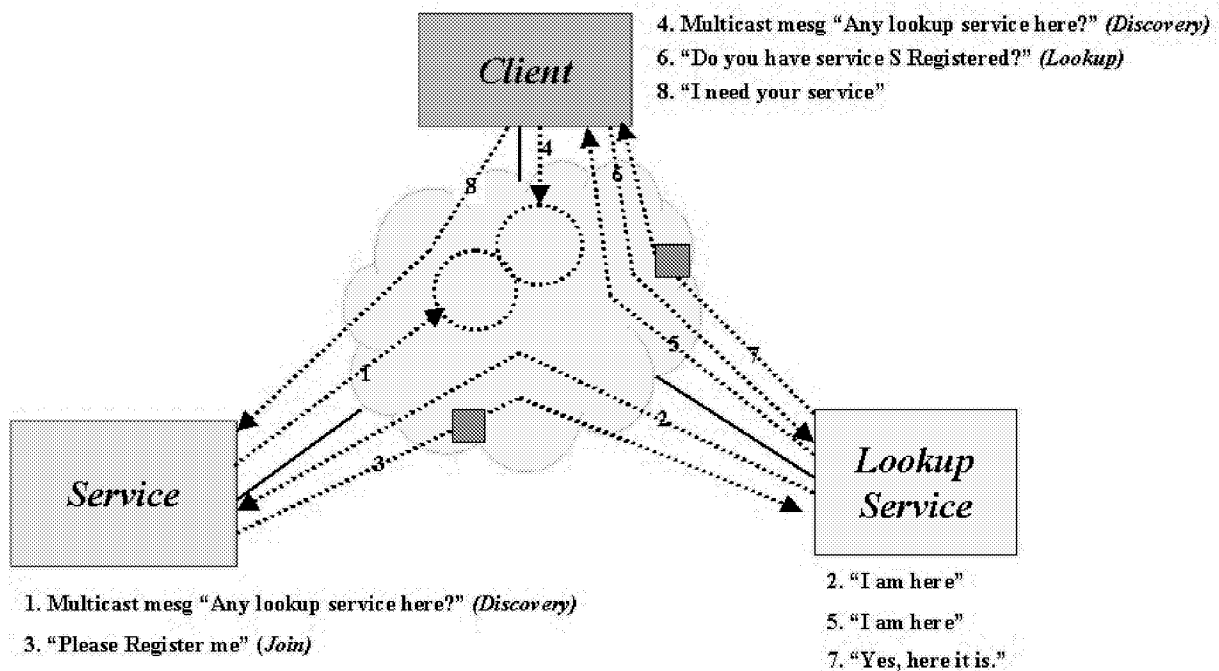 4. Multicast mesg “Any lookup service here?” (Discovery)
6. “Do you have service S Registered?” (Lookup)
8. “I need your service”
Client
4
6
8
1
5
7
2
3
Service
Lookup
Service
1. Multicast mesg “Any lookup service here?” (Discovery)
3. “Please Register me” (Join)
2. “I am here”
5. “I am here”
7. “Yes, here it is.”